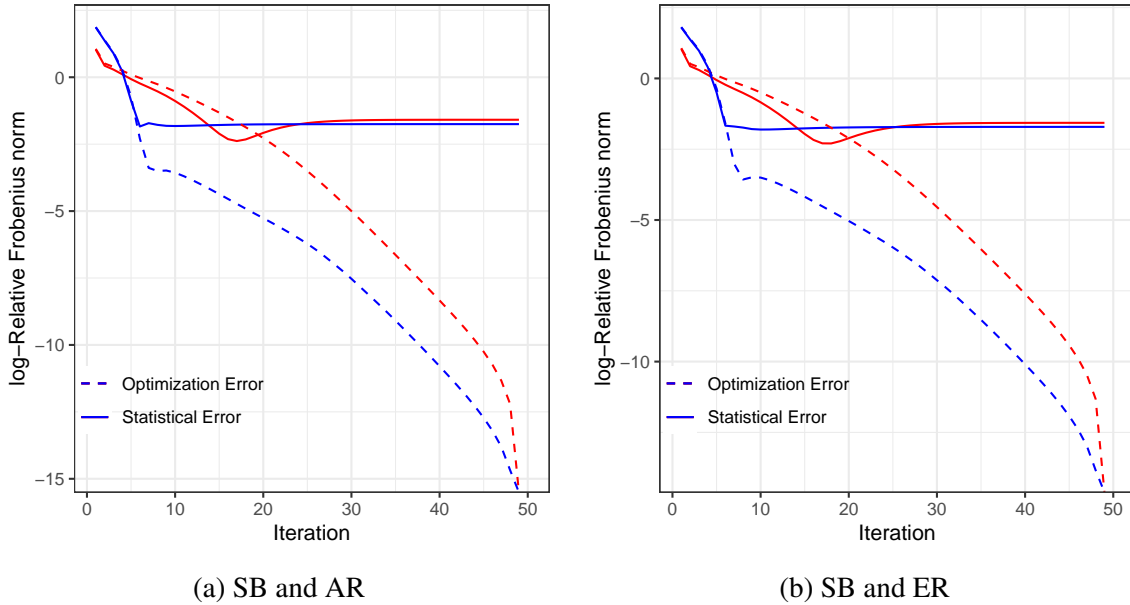 log−Relative Frobenius norm
0
−5
−10
−15
Optimization Error
Statistical Error
0 10 20 30 40 50
Iteration
(a) SB and AR
log−Relative Frobenius norm
0
−5
−10
Optimization Error
Statistical Error
0 10 20 30 40 50
Iteration
(b) SB and ER